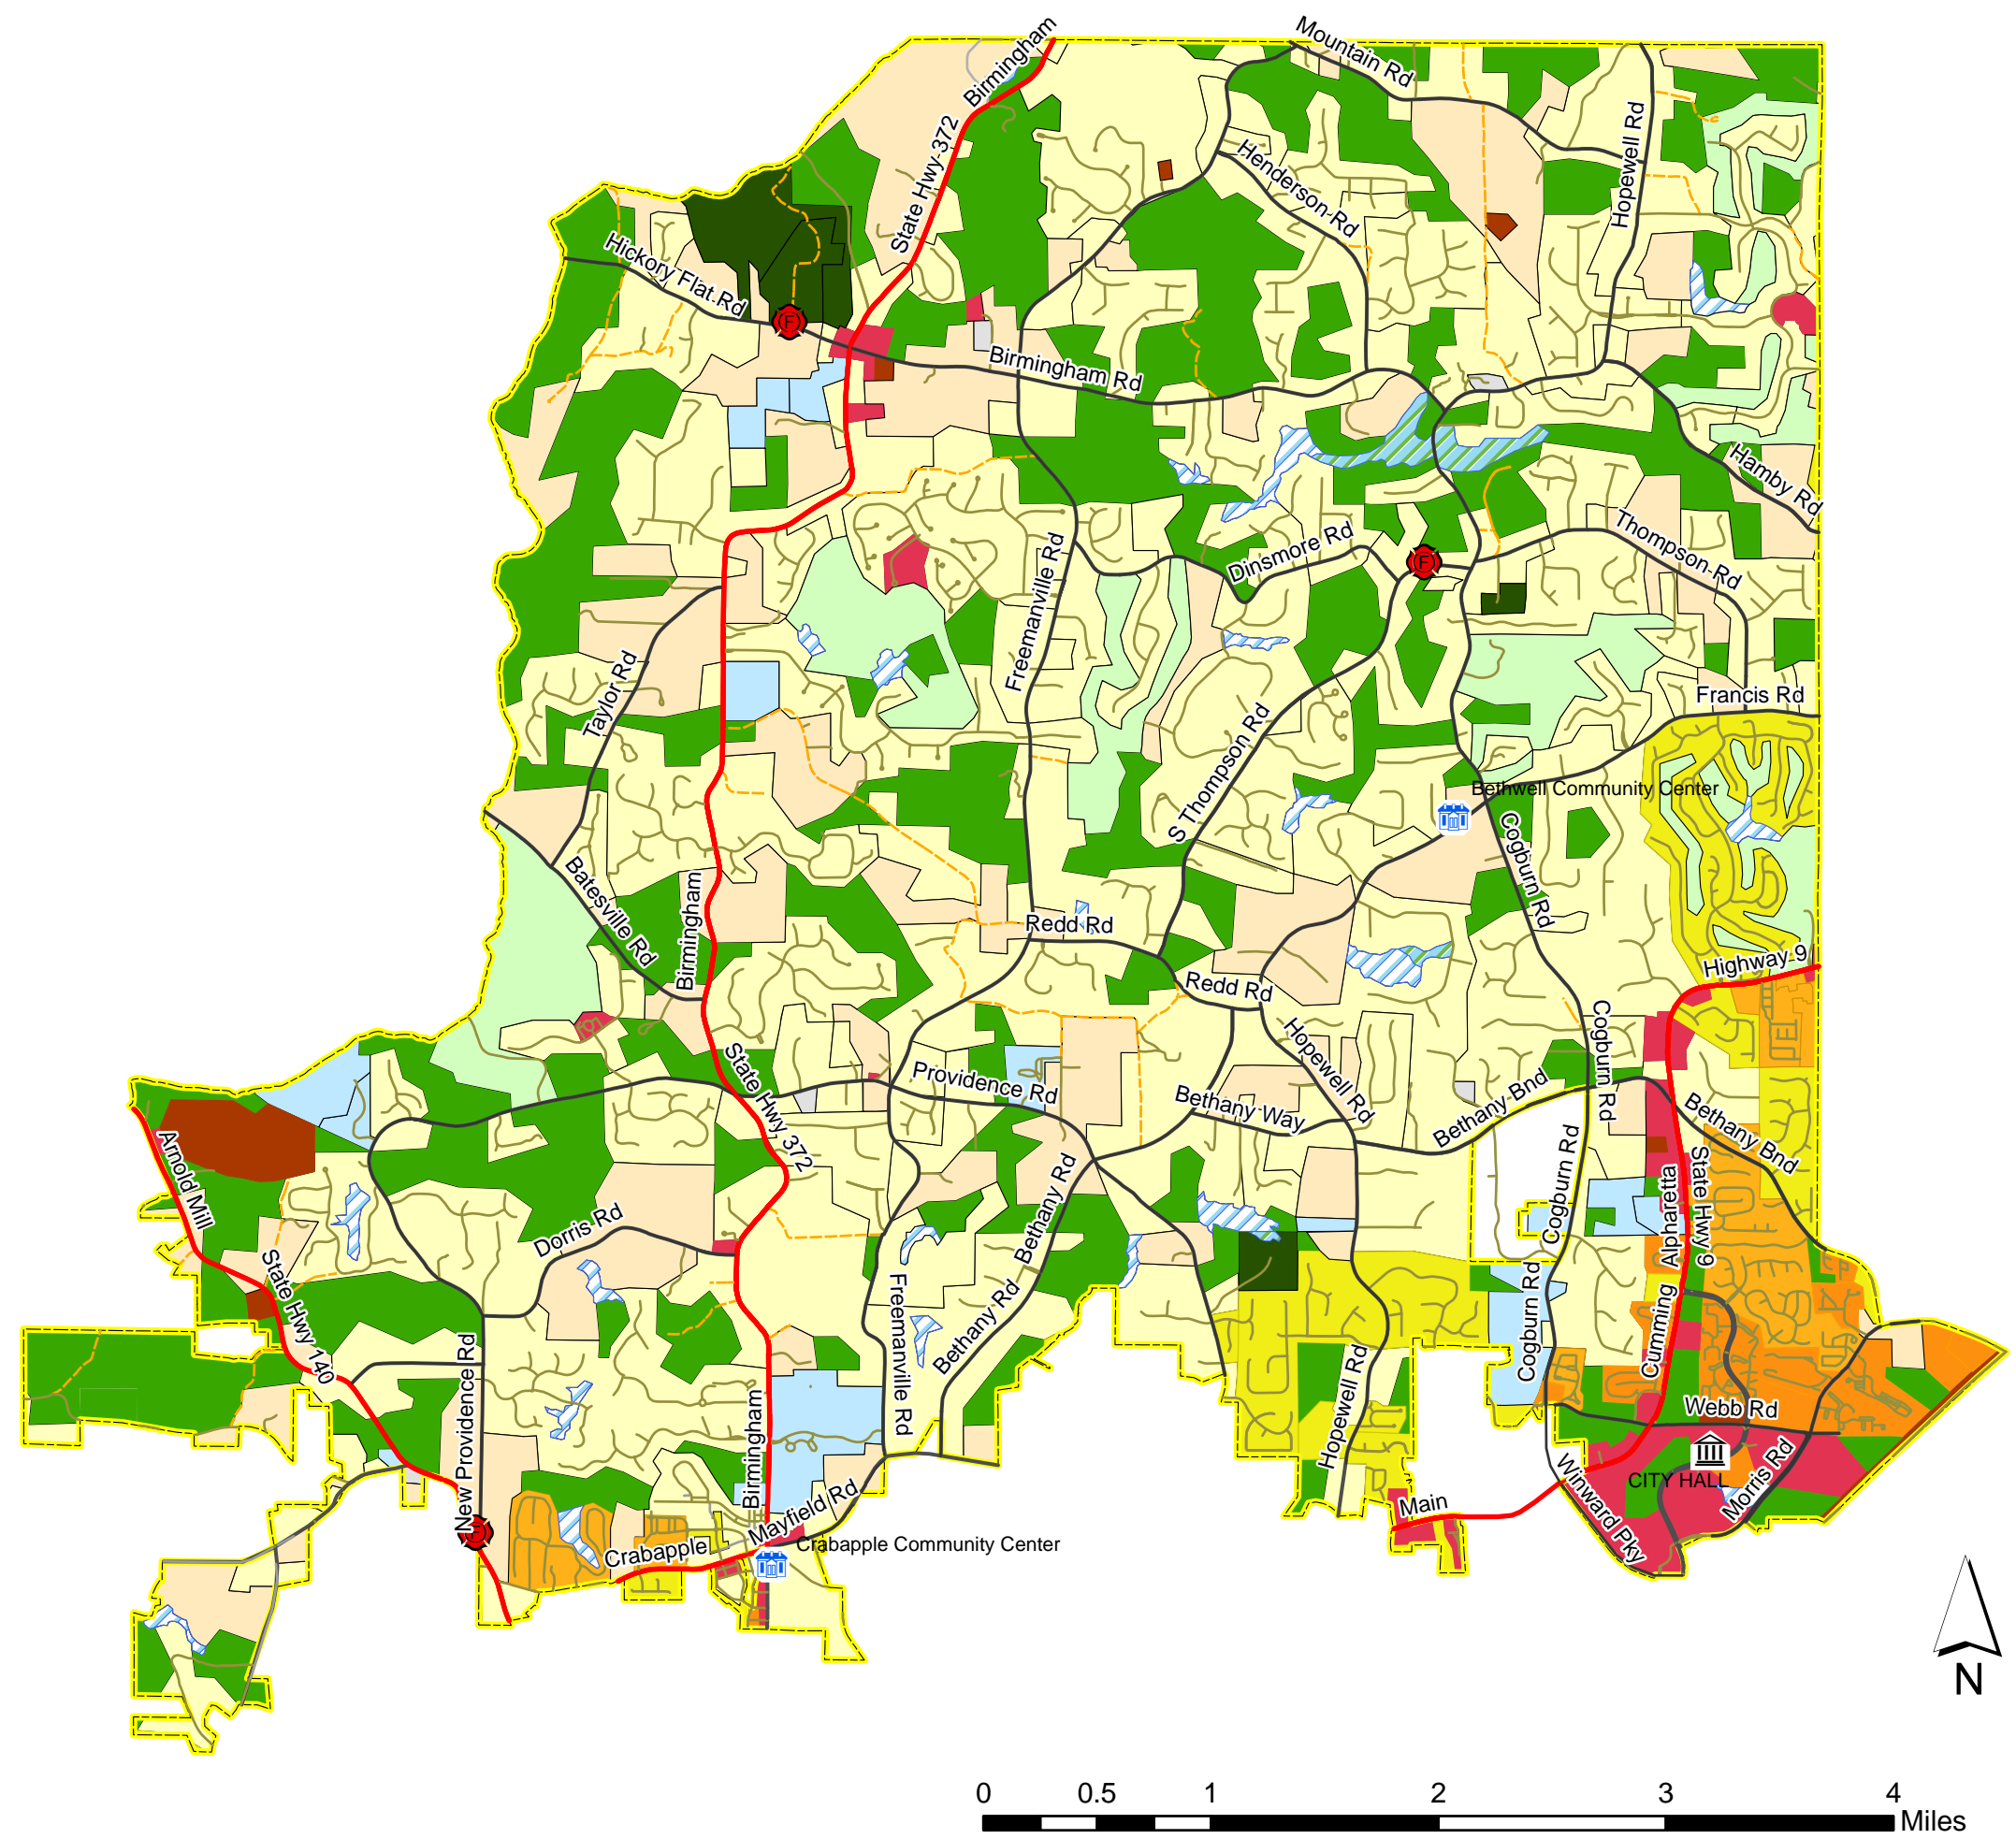 Birmingham
Mountain Rd
State Hwy-372
Henderson-Rd
Hopewell Rd
Hickory Flat Rd
F
Birmingham Rd
Hamby Rd
Thompson-Rd
Dinsmore Rd
F
Freemanville Rd
Taylor Rd
Francis Rd
S Thompson Rd
Bethwell Community Center
Cogburn Rd
Batesville Rd
Birmingham
Redd Rd
Highway 9
Redd Rd
Hopewell Rd
Cogburn Rd
State Hwy 372
Providence Rd
Bethany Way
Bethany Bnd
Bethany Bnd
Arnold Mill
Cogburn Rd
Alpharetta
State Hwy 9
Bethany Rd
Dorris Rd
State Hwy 140
Freemanville Rd
Bethany Rd
Cogburn Rd
Cumming
New Providence Rd
Birmingham
Hopewell Rd
Webb Rd
CITY HALL
Morris Rd
Winward Pky
Main
Mayfield Rd
Crabapple
Crabapple Community Center
N
0 0.5 1 2 3 4
Miles